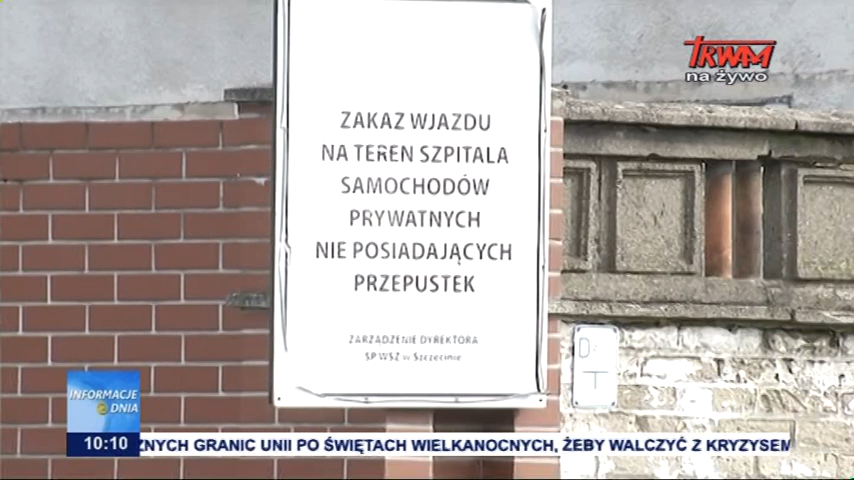 TRWAM
na żywo
ZAKAZ WJAZDU
NA TEREN SZPITALA
SAMOCHODÓW
PRYWATNYCH
NIE POSIADAJĄCYCH
PRZEPUSTEK
ZARZĄDZENIE DYREKTORA
SP WSZ w Szczecinie
D
T
INFORMACJE
DNIA
10:10 ZNYCH GRANIC UNII PO ŚWIĘTACH WIELKANOCNYCH, ŻEBY WALCZYĆ Z KRYZYSEM